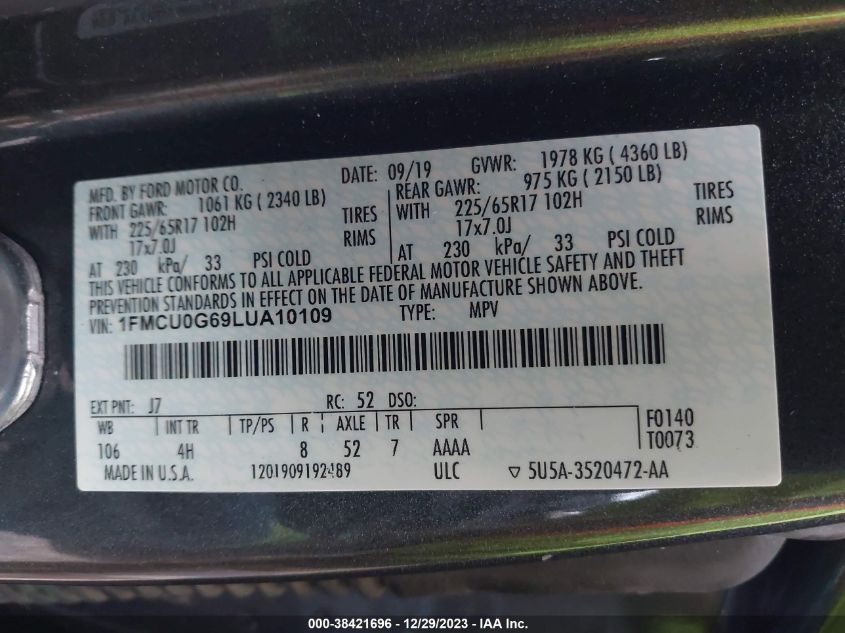 MFD. BY FORD MOTOR CO.
DATE: 09/19 GVWR: 1978 KG ( 4360 LB)
FRONT GAWR: 1061 KG ( 2340 LB) REAR GAWR: 975 KG ( 2150 LB)
WITH 225/65R17 102H TIRES WITH 225/65R17 102H TIRES
17x7.0J RIMS 17x7.0J RIMS
AT 230 kPa/ 33 PSI COLD AT 230 kPa/ 33 PSI COLD
THIS VEHICLE CONFORMS TO ALL APPLICABLE FEDERAL MOTOR VEHICLE SAFETY AND THEFT
PREVENTION STANDARDS IN EFFECT ON THE DATE OF MANUFACTURE SHOWN ABOVE.
VIN: 1FMCU0G69LUA10109 TYPE: MPV
EXT PNT: J7 RC: 52 DSO:
WB INT TR TP/PS R AXLE TR SPR F0140
106 4H 8 52 7 AAAA T0073
MADE IN U.S.A. 1201909192489 ULC ▽ 5U5A-3520472-AA
000-38421696 - 12/29/2023 - IAA Inc.